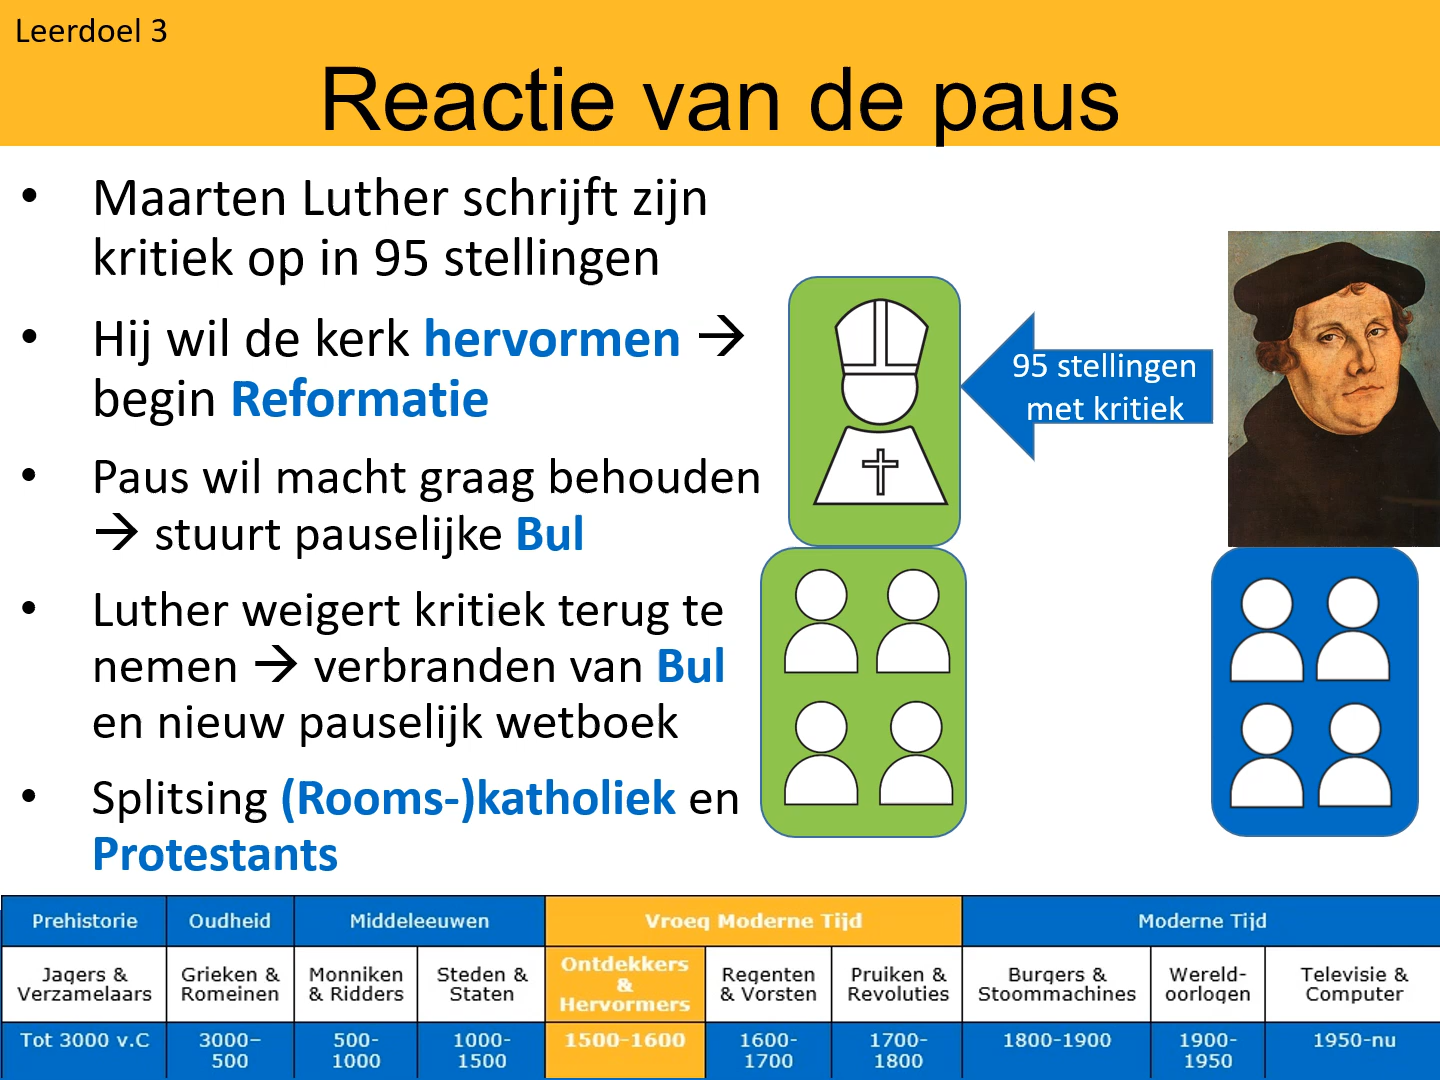 Leerdoel 3
Reactie van de paus
• Maarten Luther schrijft zijn
kritiek op in 95 stellingen
• Hij wil de kerk hervormen →
begin Reformatie
• Paus wil macht graag behouden
→ stuurt pauselijke Bul
• Luther weigert kritiek terug te
nemen → verbranden van Bul
en nieuw pauselijk wetboek
• Splitsing (Rooms-)katholiek en
Protestants
95 stellingen
met kritiek
Prehistorie Oudheid Middeleeuwen Vroeg Moderne Tijd Moderne Tijd
Jagers &
Verzamelaars
Grieken &
Romeinen
Monniken
& Ridders
Steden &
Staten
Ontdekkers
&
Hervormers
Regenten
& Vorsten
Pruiken &
Revoluties
Burgers &
Stoommachines
Wereld-
oorlogen
Televisie &
Computer
Tot 3000 v.C
3000–
500
500-
1000
1000-
1500
1500-1600
1600-
1700
1700-
1800
1800-1900
1900-
1950
1950-nu